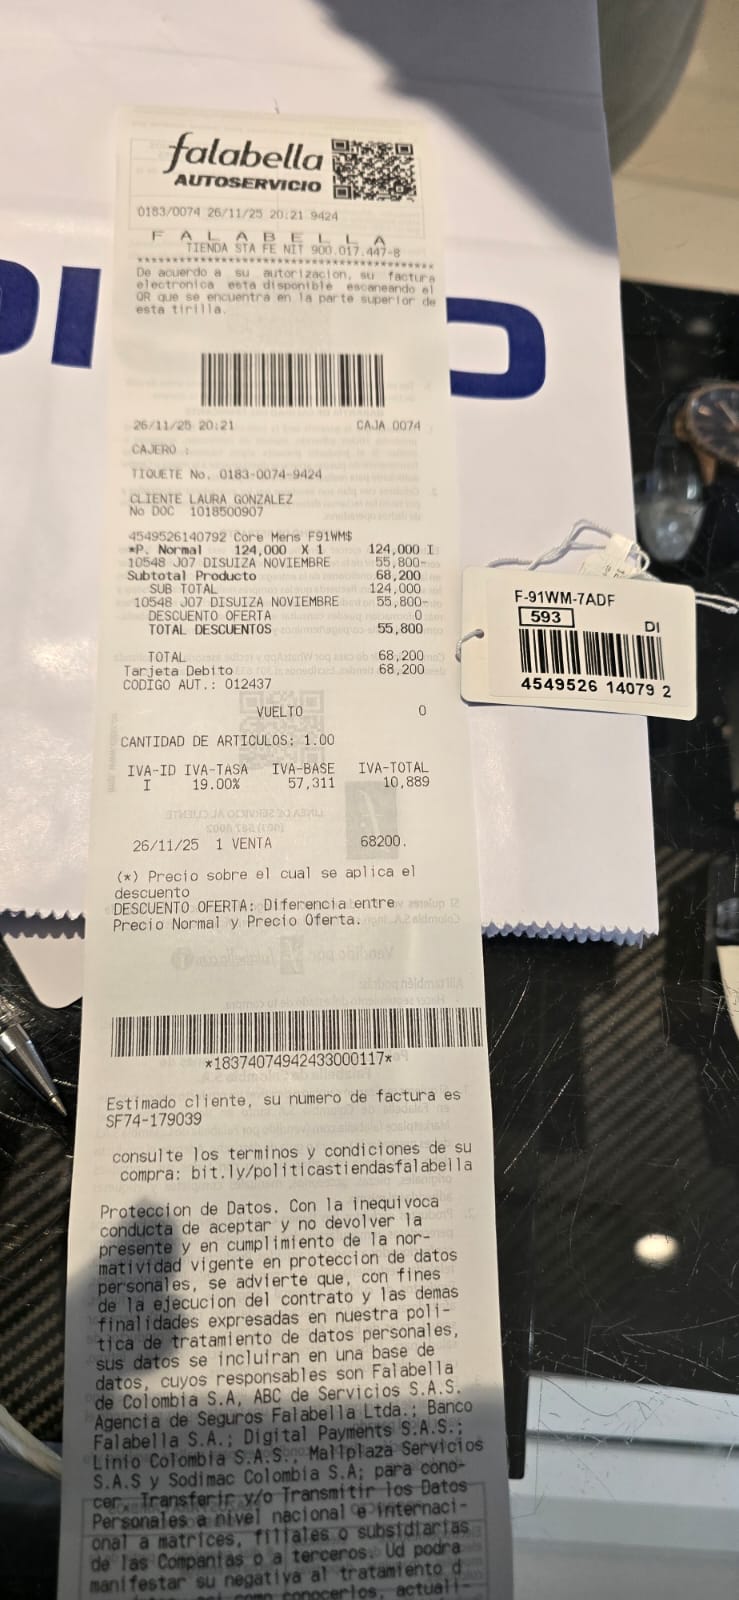 falabella
AUTOSERVICIO
0183/0074 26/11/25 20:21 9424
F A L A B E L L A
TIENDA STA FE NIT 900.017.447-8
************************************
De acuerdo a su autorizacion, su factura
electronica esta disponible escaneando el
QR que se encuentra en la parte superior de
esta tirilla.
26/11/25 20:21 CAJA 0074
CAJERO :
TIQUETE No. 0183-0074-9424
CLIENTE LAURA GONZALEZ
No DOC 1018500907
4549526140792 Core Mens F91WM$
*P. Normal 124,000 X 1 124,000 I
10548 J07 DISUIZA NOVIEMBRE 55,800-
Subtotal Producto 68,200
SUB TOTAL 124,000
10548 J07 DISUIZA NOVIEMBRE 55,800-
DESCUENTO OFERTA 0
TOTAL DESCUENTOS 55,800
TOTAL 68,200
Tarjeta Debito 68,200
CODIGO AUT.: 012437
VUELTO 0
CANTIDAD DE ARTICULOS: 1.00
IVA-ID IVA-TASA IVA-BASE IVA-TOTAL
I 19.00% 57,311 10,889
26/11/25 1 VENTA 68200.
(*) Precio sobre el cual se aplica el
descuento
DESCUENTO OFERTA: Diferencia entre
Precio Normal y Precio Oferta.
*18374074942433000117*
Estimado cliente, su numero de factura es
SF74-179039
consulte los terminos y condiciones de su
compra: bit.ly/politicastiendasfalabella
Proteccion de Datos. Con la inequivoca
conducta de aceptar y no devolver la
presente y en cumplimiento de la nor-
matividad vigente en proteccion de datos
personales, se advierte que, con fines
de la ejecucion del contrato y las demas
finalidades expresadas en nuestra poli-
tica de tratamiento de datos personales,
sus datos se incluiran en una base de
datos, cuyos responsables son Falabella
de Colombia S.A, ABC de Servicios S.A.S.
Agencia de Seguros Falabella Ltda.; Banco
Falabella S.A.; Digital Payments S.A.S.;
Linio Colombia S.A.S., Mallplaza Servicios
S.A.S y Sodimac Colombia S.A; para cono-
cer, Transferir y/o Transmitir los Datos
Personales a nivel nacional e internaci-
onal a matrices, filiales o subsidiarias
de las Companias o a terceros. Ud podra
manifestar su negativa al tratamiento d
conocerlos, actuali-
F-91WM-7ADF
593
DI
4549526 14079 2